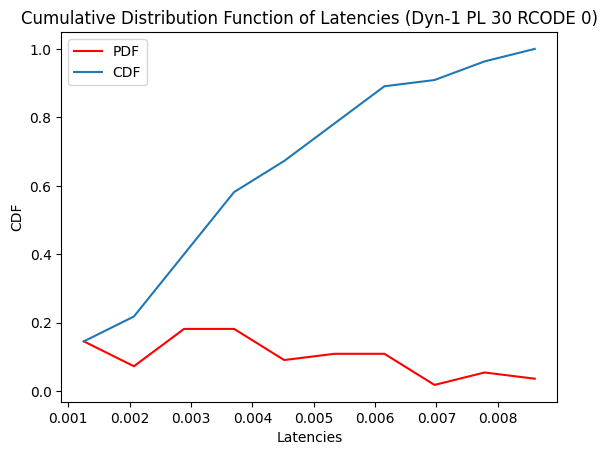 Cumulative Distribution Function of Latencies (Dyn-1 PL 30 RCODE 0)
PDF
CDF
1.0
0.8
0.6
0.4
0.2
0.0
CDF
0.001
0.002
0.003
0.004
0.005
0.006
0.007
0.008
Latencies